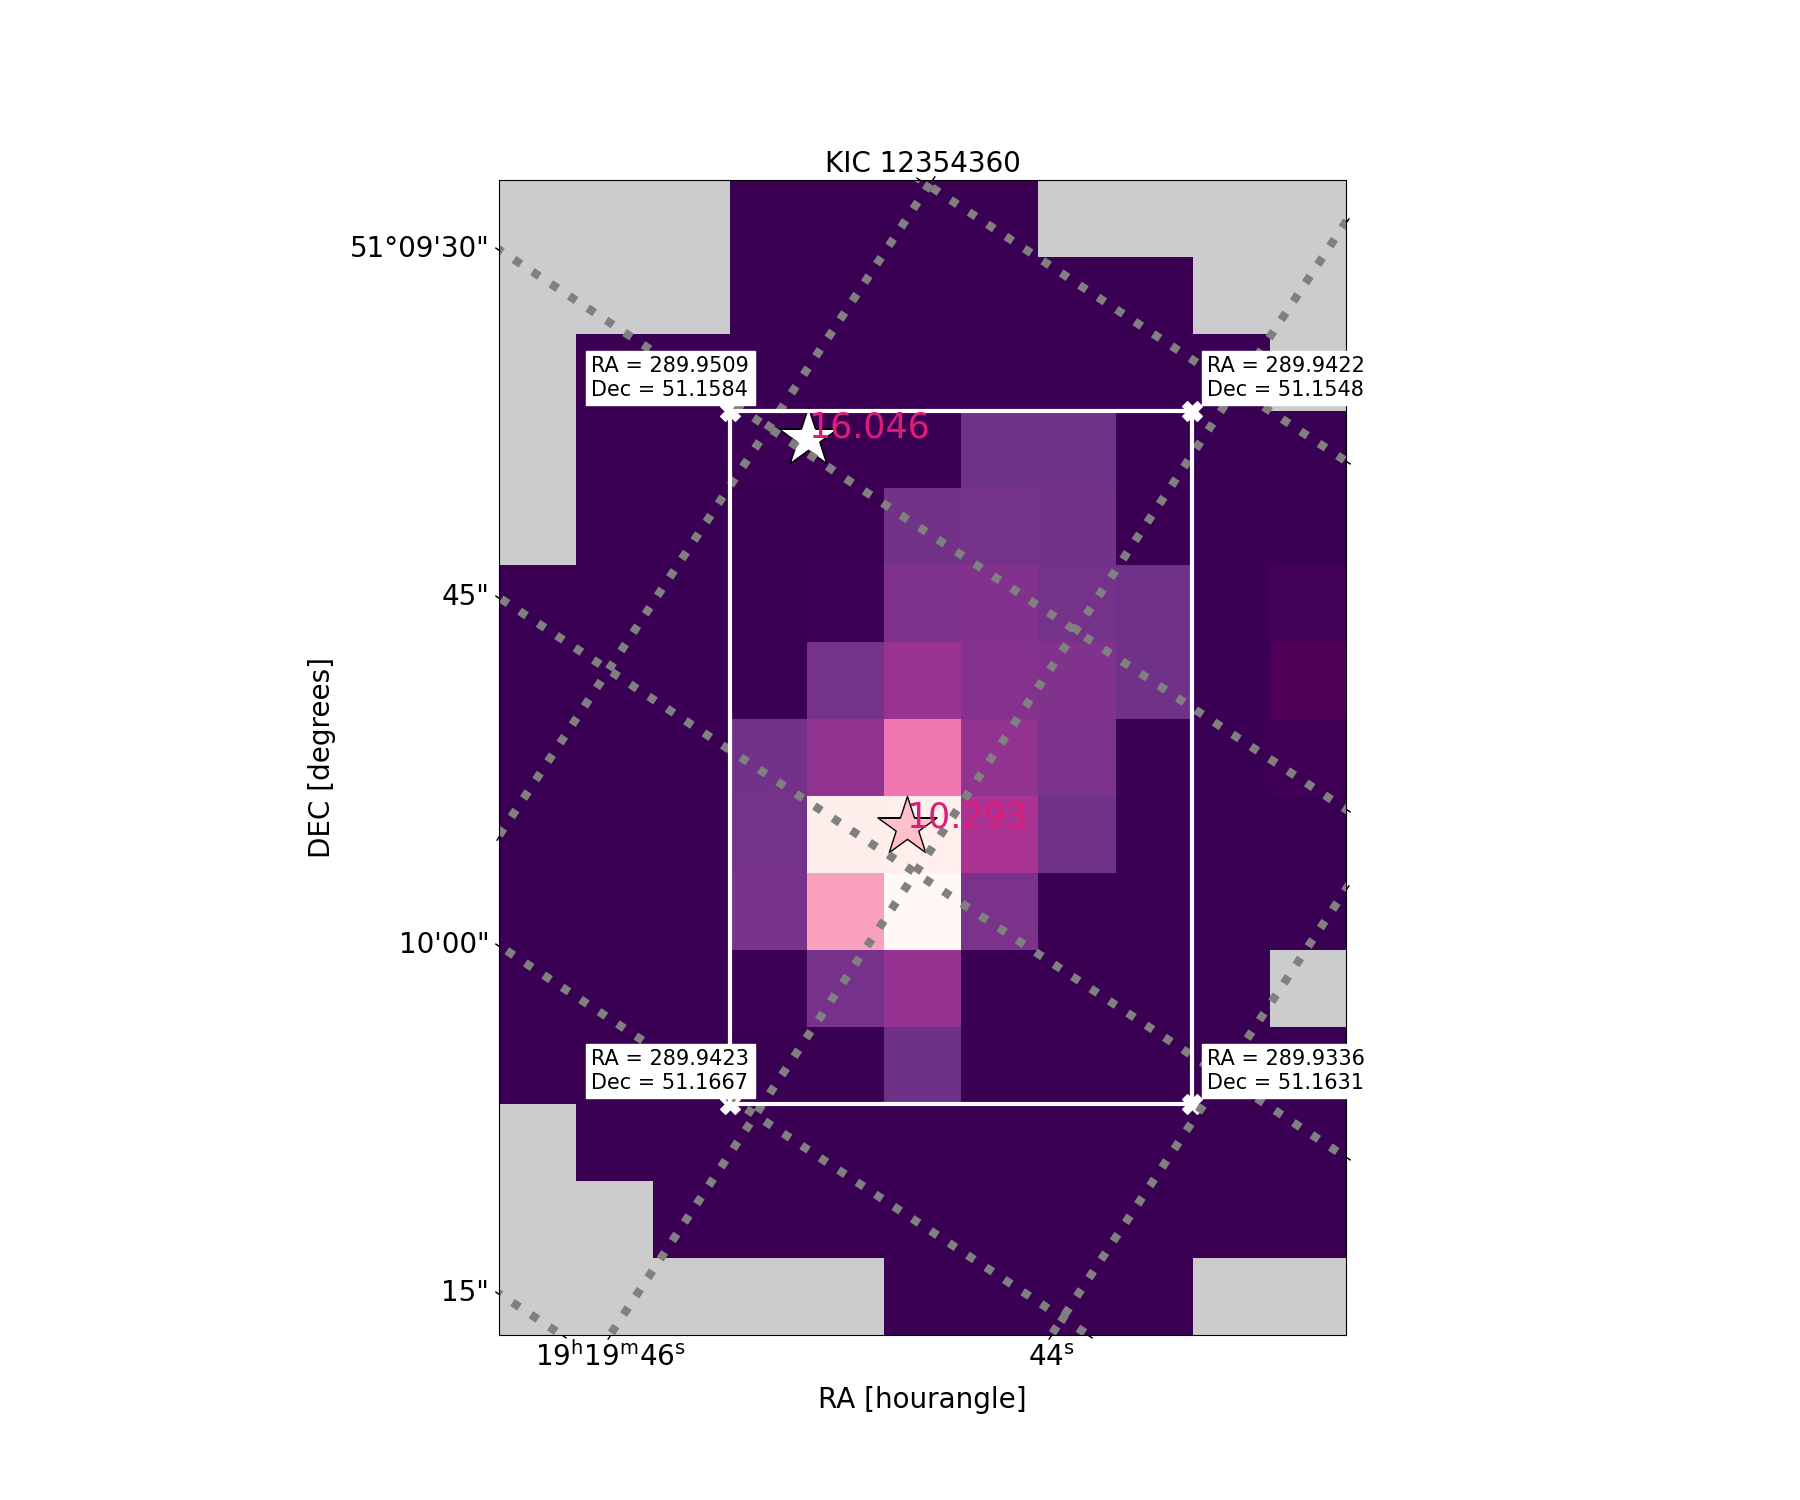 KIC 12354360
51°09'30"
RA = 289.9509
Dec = 51.1584
RA = 289.9422
Dec = 51.1548
16.046
45"
DEC [degrees]
10.293
10'00"
RA = 289.9423
Dec = 51.1667
RA = 289.9336
Dec = 51.1631
15"
19h19m46s
44s
RA [hourangle]